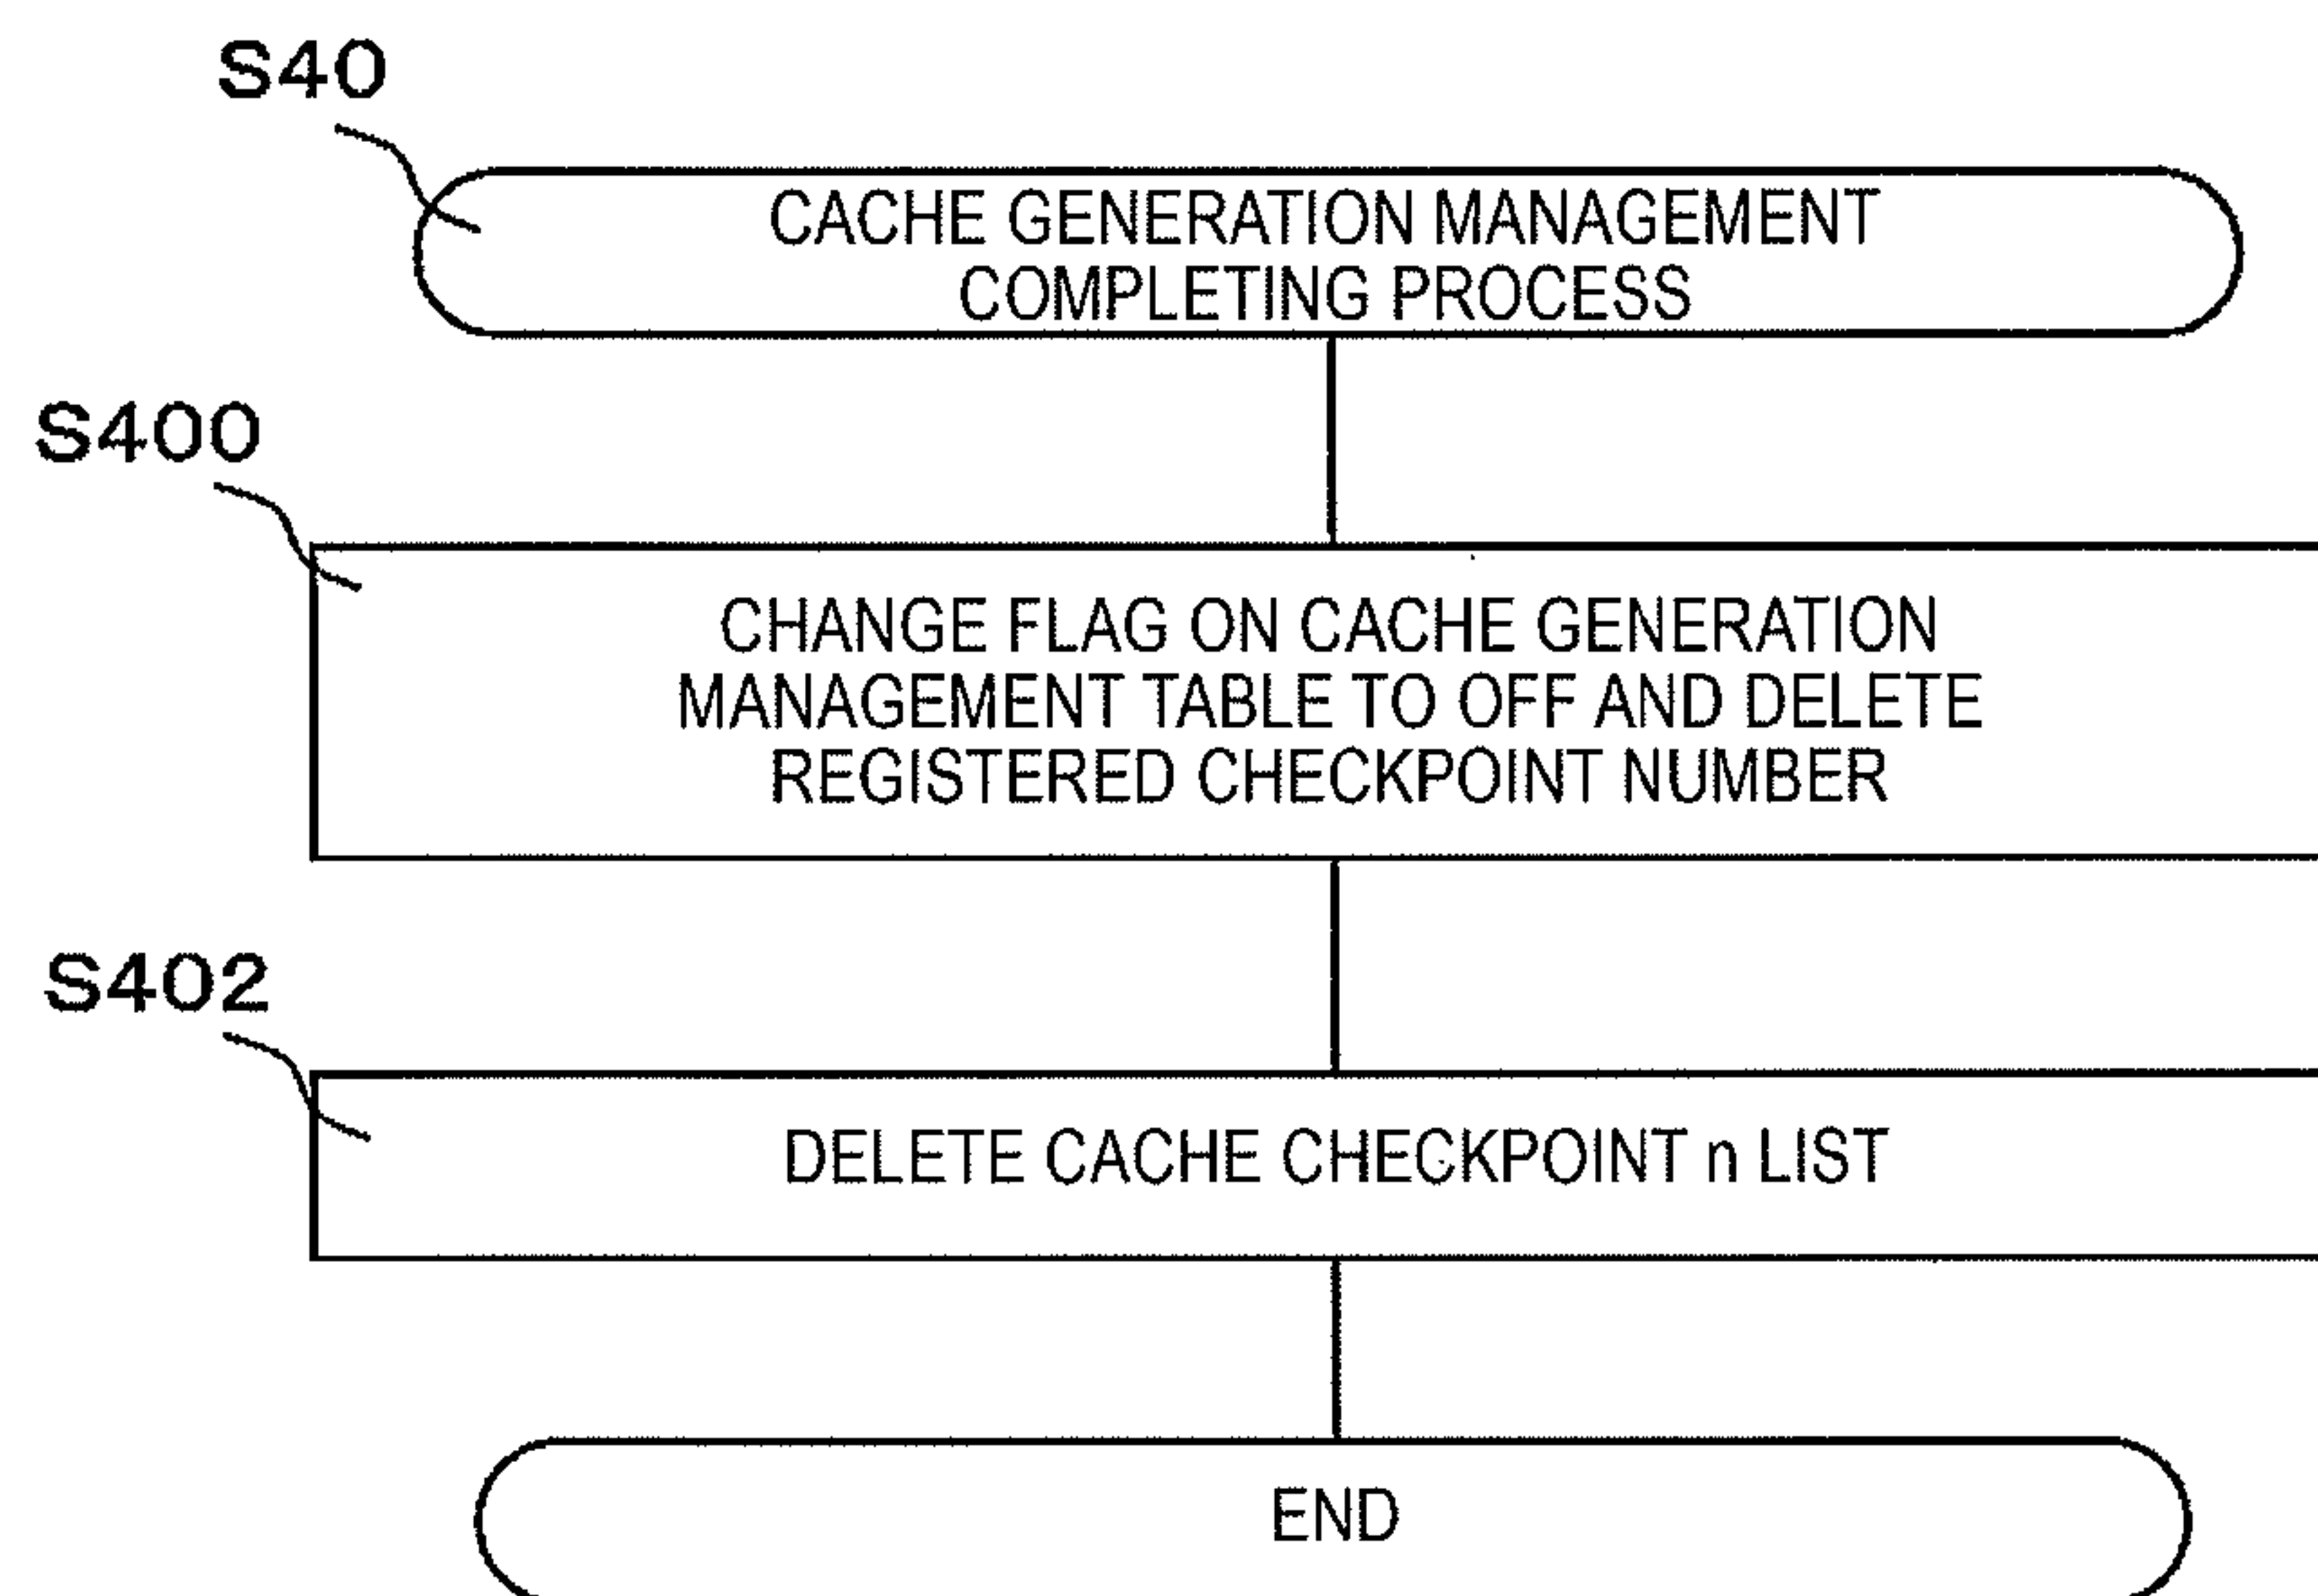 S40
CACHE GENERATION MANAGEMENT
COMPLETING PROCESS
S400
CHANGE FLAG ON CACHE GENERATION
MANAGEMENT TABLE TO OFF AND DELETE
REGISTERED CHECKPOINT NUMBER
S402
DELETE CACHE CHECKPOINT n LIST
END